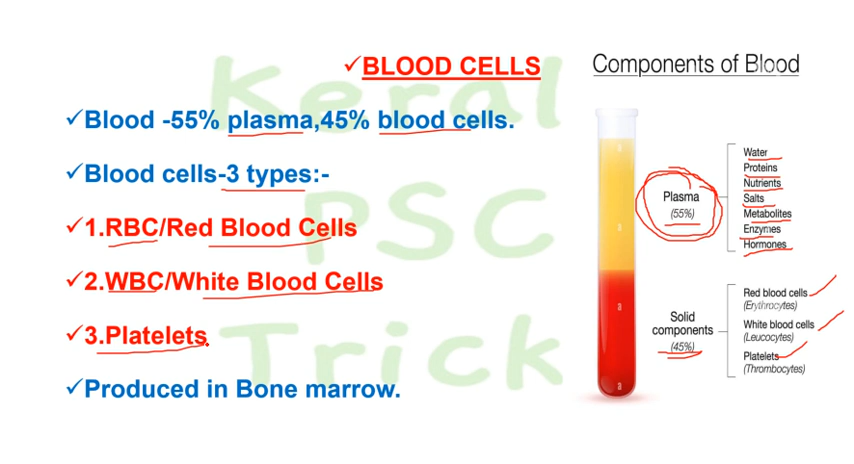 BLOOD CELLS
Blood -55% plasma,45% blood cells.
Blood cells-3 types:-
1.RBC/Red Blood Cells
2.WBC/White Blood Cells
3.Platelets
Produced in Bone marrow.
Keral
PSC
Trick
Components of Blood
Plasma
(55%)
Water
Proteins
Nutrients
Salts
Metabolites
Enzymes
Hormones
Solid
components
(45%)
Red blood cells
(Erythrocytes)
White blood cells
(Leucocytes)
Platelets
(Thrombocytes)